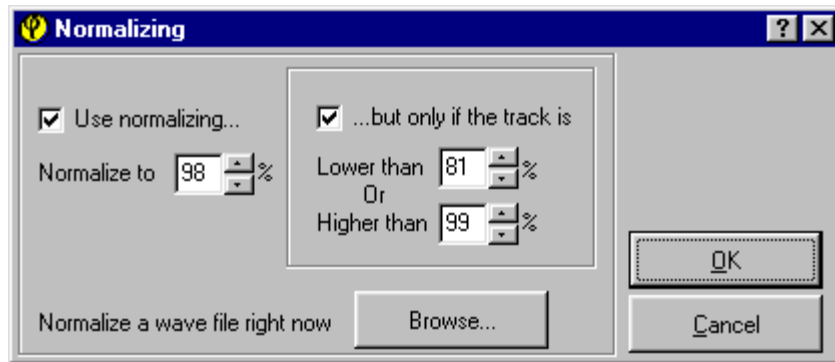 Normalizing
Use normalizing...
Normalize to 98 %
...but only if the track is
Lower than 81 %
Or
Higher than 99 %
Normalize a wave file right now
Browse...
OK
Cancel